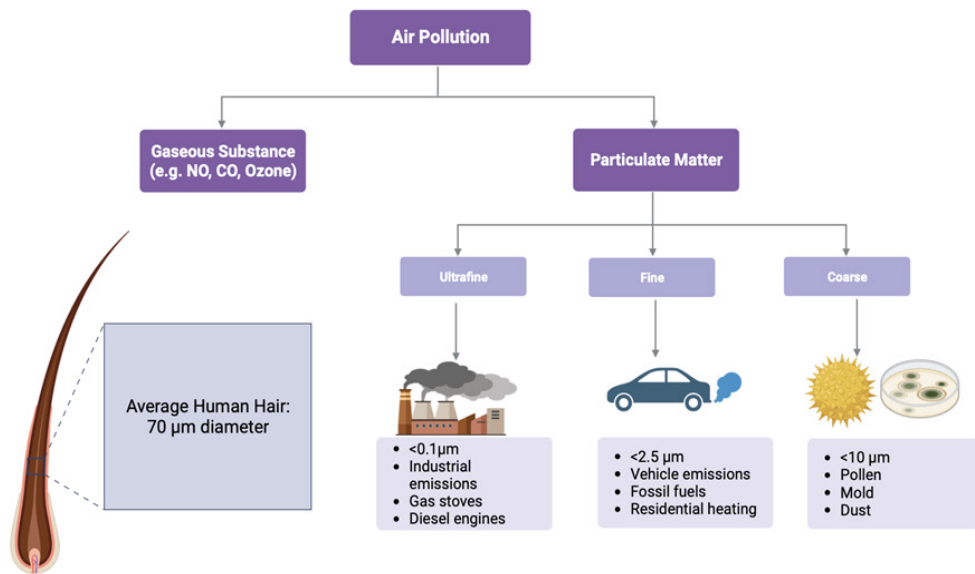 Air Pollution
Gaseous Substance
(e.g. NO, CO, Ozone)
Particulate Matter
Ultrafine
Fine
Coarse
Average Human Hair:
70 μm diameter
• <0.1μm
• Industrial
emissions
• Gas stoves
• Diesel engines
• <2.5 μm
• Vehicle emissions
• Fossil fuels
• Residential heating
• <10 μm
• Pollen
• Mold
• Dust